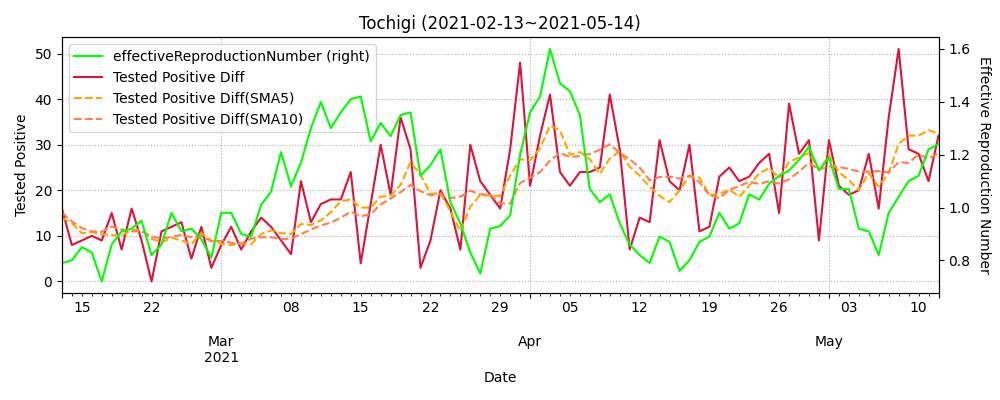 Tochigi (2021-02-13~2021-05-14)
effectiveReproductionNumber (right)
Tested Positive Diff
Tested Positive Diff(SMA5)
Tested Positive Diff(SMA10)
Tested Positive
50
40
30
20
10
0
1.6
1.4
1.2
1.0
0.8
Effective Reproduction Number
15 22 08 15 22 29 05 12 19 26 03 10
Mar Apr May
2021
Date